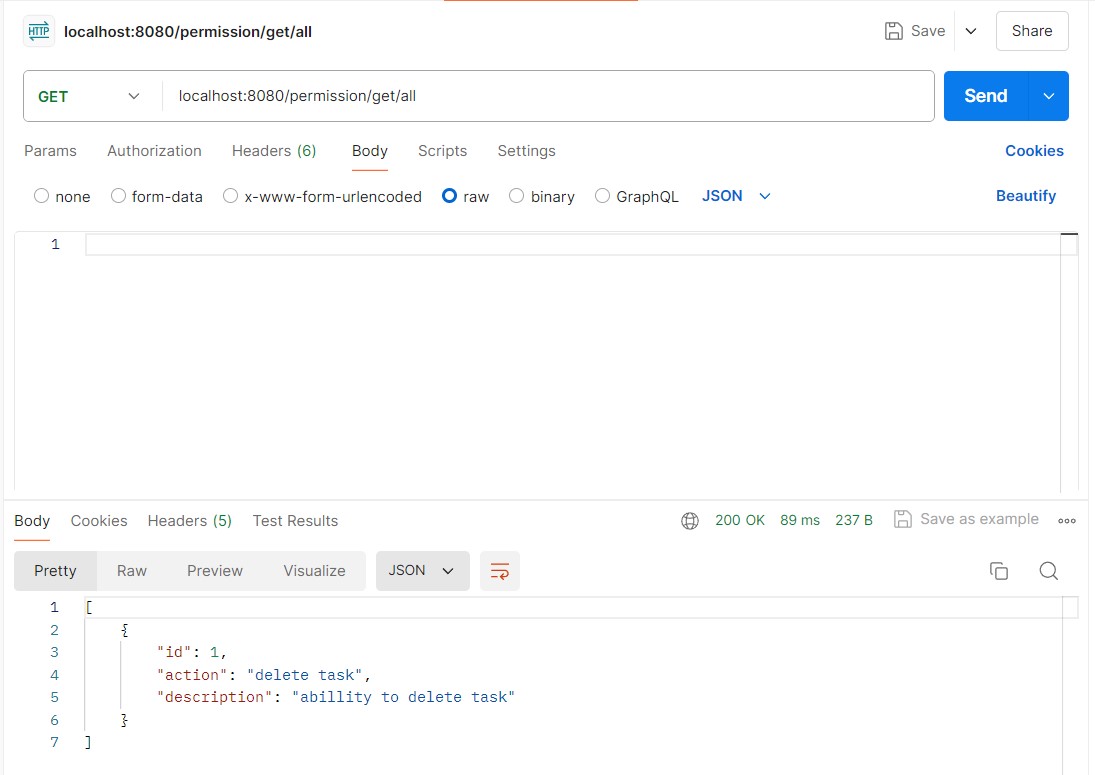 HTTP localhost:8080/permission/get/all Save Share
GET localhost:8080/permission/get/all Send
Params Authorization Headers (6) Body Scripts Settings Cookies
none form-data x-www-form-urlencoded raw binary GraphQL JSON Beautify
1
Body Cookies Headers (5) Test Results 200 OK 89 ms 237 B Save as example
Pretty Raw Preview Visualize JSON
1 [
2 {
3 "id": 1,
4 "action": "delete task",
5 "description": "abillity to delete task"
6 }
7 ]